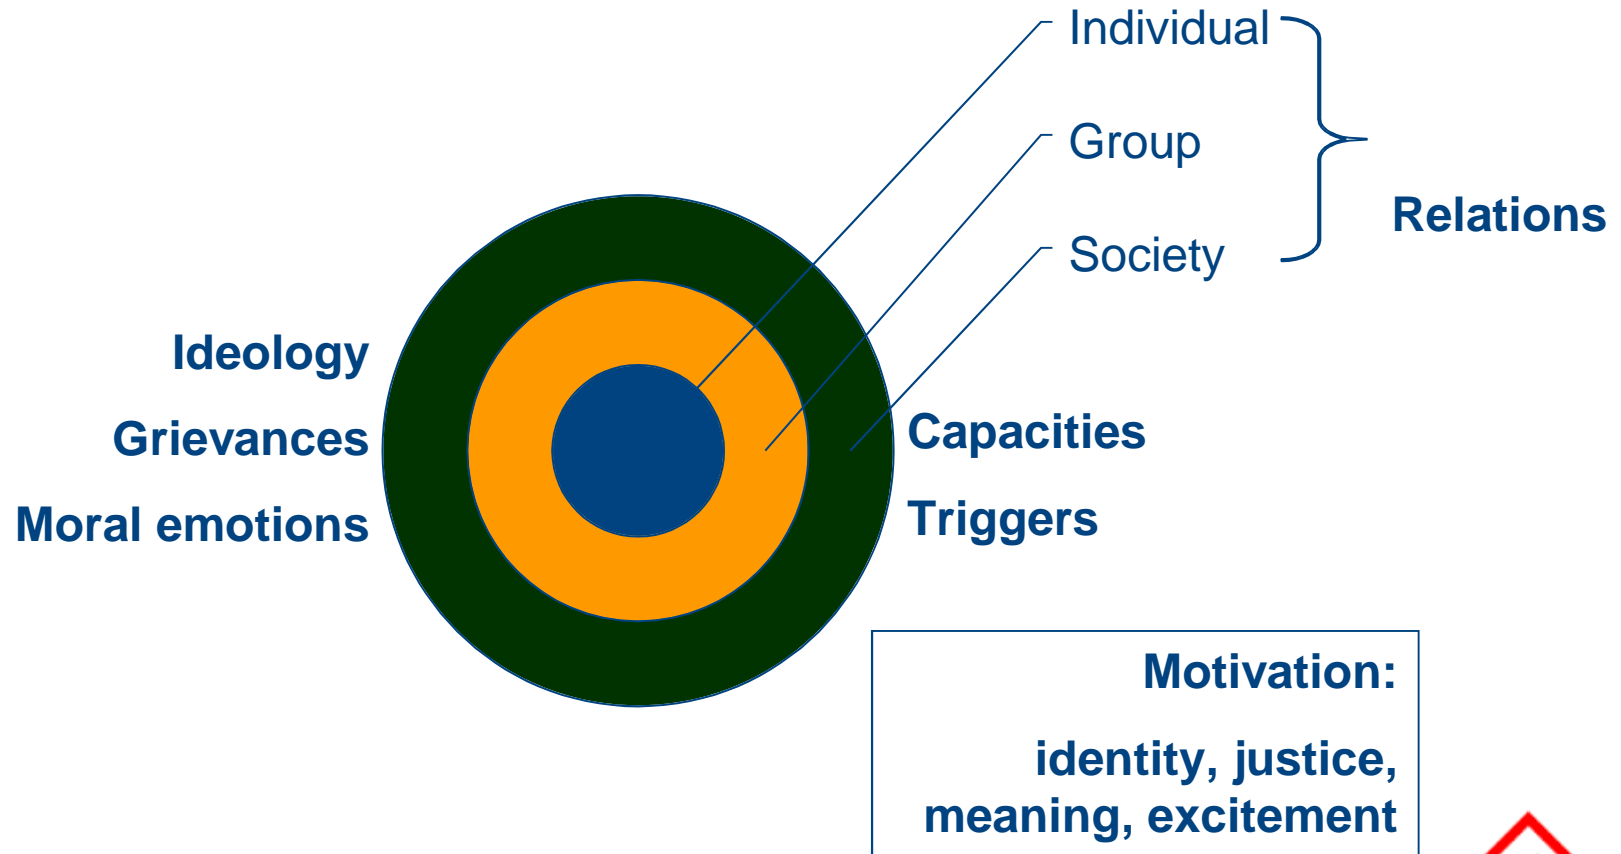 Individual
Group
Society
Relations
Ideology
Grievances
Moral emotions
Capacities
Triggers
Motivation:
identity, justice,
meaning, excitement